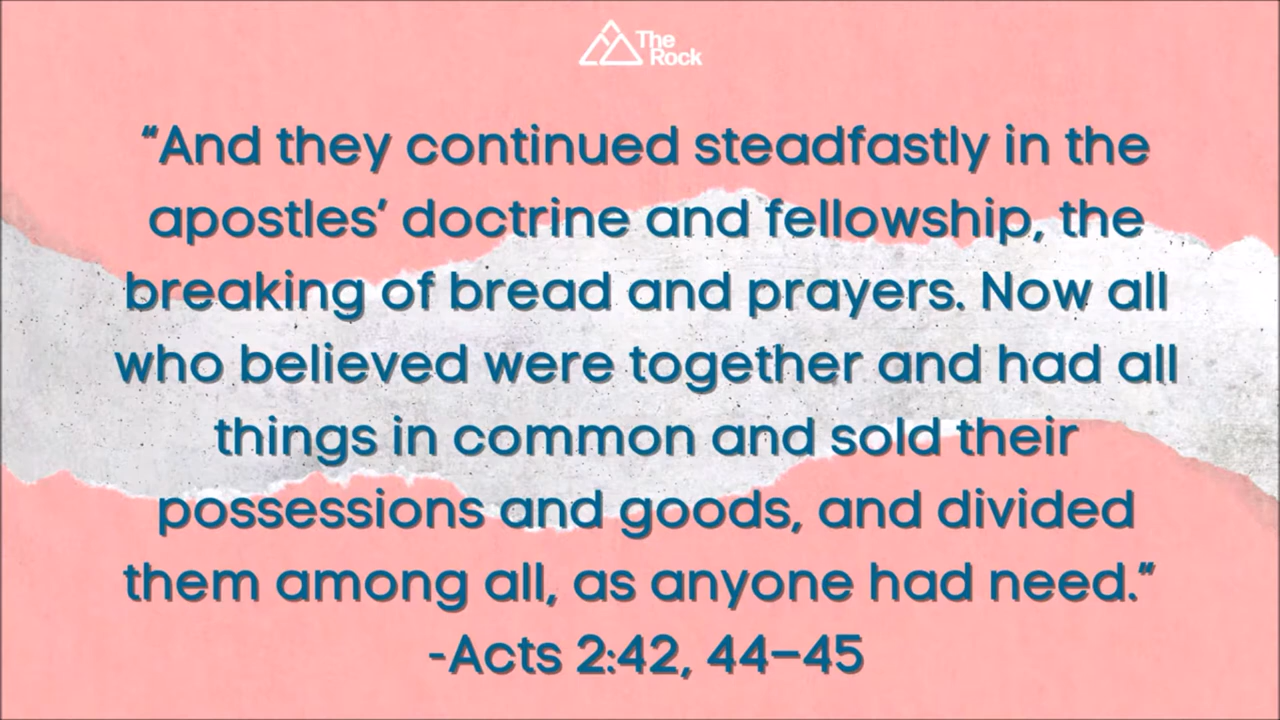 The
Rock
“And they continued steadfastly in the
apostles’ doctrine and fellowship, the
breaking of bread and prayers. Now all
who believed were together and had all
things in common and sold their
possessions and goods, and divided
them among all, as anyone had need.”
-Acts 2:42, 44–45